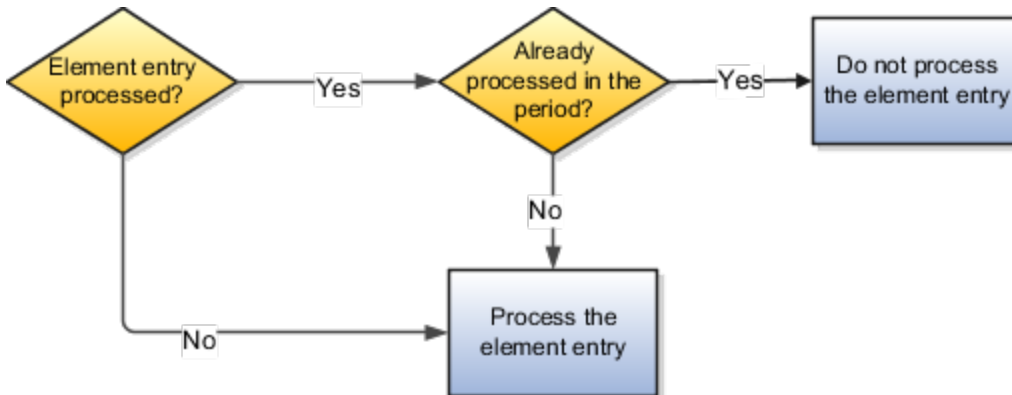 Element entry
processed?
Yes
Already
processed in the
period?
Yes
Do not process
the element entry
No
No
Process the
element entry